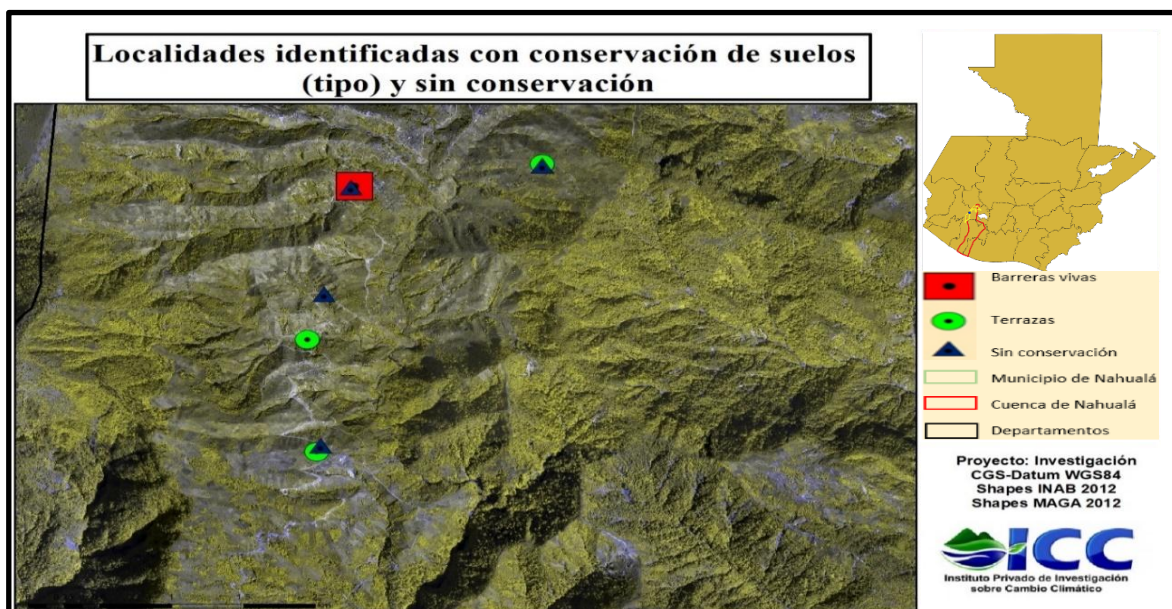 Localidades identificadas con conservación de suelos
(tipo) y sin conservación
Barreras vivas
Terrazas
Sin conservación
Municipio de Nahualá
Cuenca de Nahualá
Departamentos
Proyecto: Investigación
CGS-Datum WGS84
Shapes INAB 2012
Shapes MAGA 2012
ICC
Instituto Privado de Investigación
sobre Cambio Climático